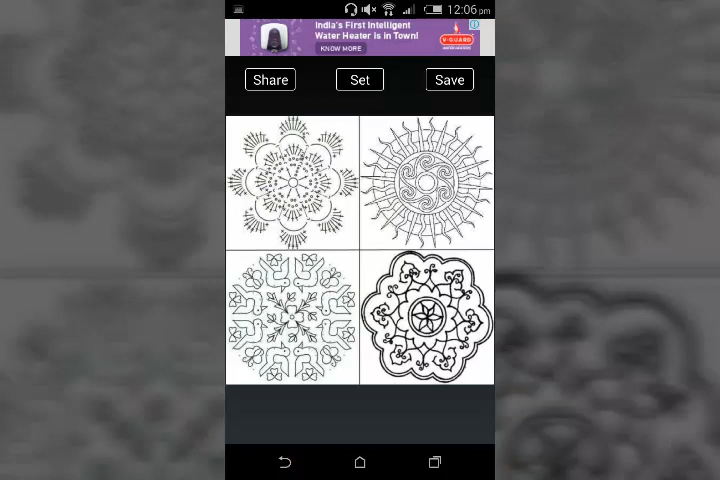 12:06 pm
India's First Intelligent
Water Heater is in Town!
KNOW MORE
V-GUARD
Share
Set
Save